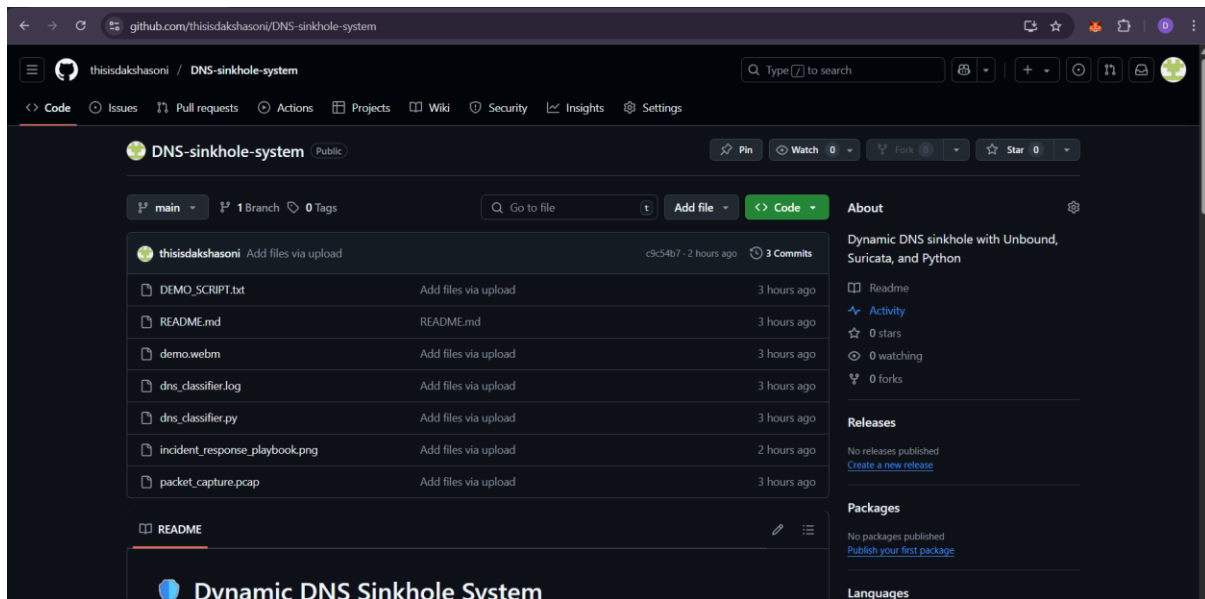 github.com/thisisdakshasoni/DNS-sinkhole-system
D
thisisdakshasoni / DNS-sinkhole-system
Type / to search
Code Issues Pull requests Actions Projects Wiki Security Insights Settings
DNS-sinkhole-system Public
Pin Watch 0 Fork 0 Star 0
main 1 Branch 0 Tags
Go to file t
Add file Code
thisisdakshasoni Add files via upload c9c54b7 · 2 hours ago 3 Commits
DEMO_SCRIPT.txt Add files via upload 3 hours ago
README.md README.md 3 hours ago
demo.webm Add files via upload 3 hours ago
dns_classifier.log Add files via upload 3 hours ago
dns_classifier.py Add files via upload 3 hours ago
incident_response_playbook.png Add files via upload 2 hours ago
packet_capture.pcap Add files via upload 3 hours ago
README
Dynamic DNS Sinkhole System
About
Dynamic DNS sinkhole with Unbound,
Suricata, and Python
Readme
Activity
0 stars
0 watching
0 forks
Releases
No releases published
Create a new release
Packages
No packages published
Publish your first package
Languages